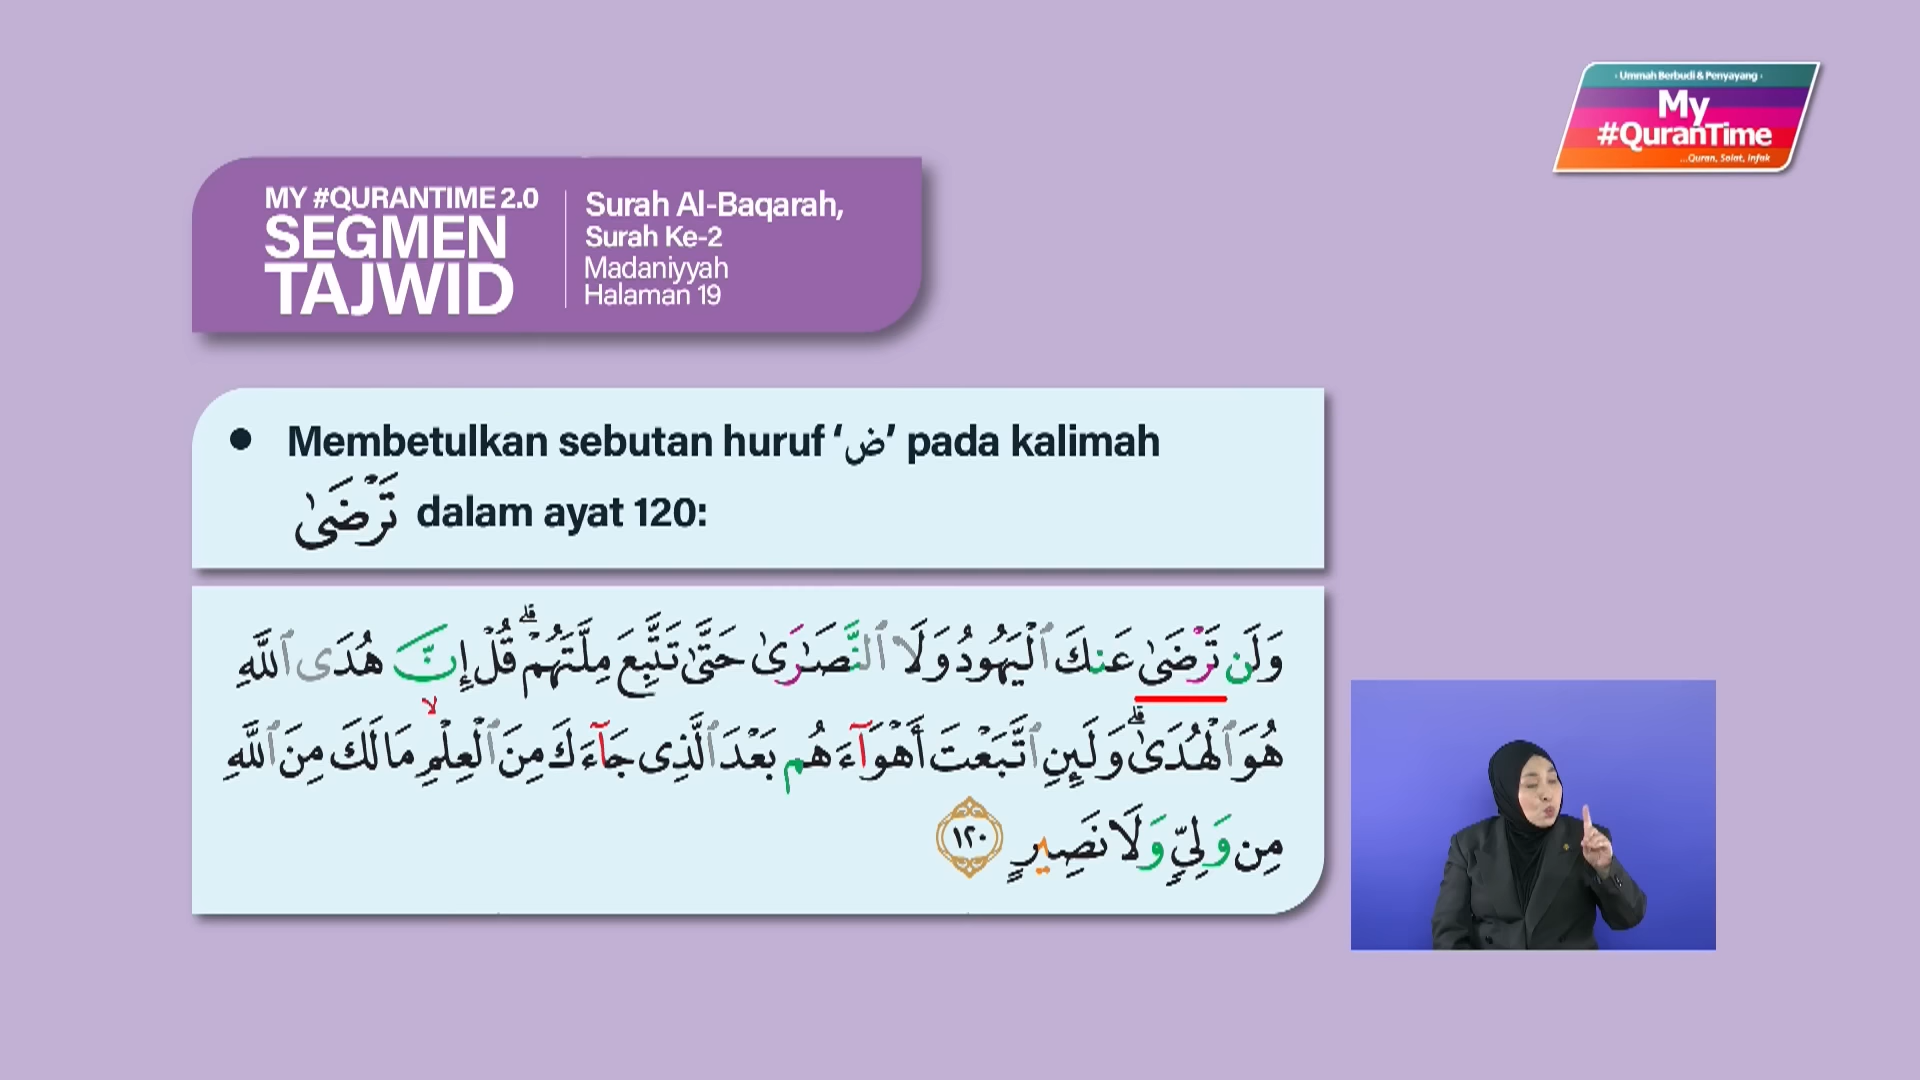 · Ummah Berbudi & Penyayang ·
My
#QuranTime
...Quran, Solat, Infak
MY #QURANTIME 2.0
SEGMEN
TAJWID
Surah Al-Baqarah,
Surah Ke-2
Madaniyyah
Halaman 19
• Membetulkan sebutan huruf ‘ض’ pada kalimah
تَرۡضَىٰ dalam ayat 120:
وَلَن تَرۡضَىٰ عَنكَ ٱلۡيَهُودُ وَلَا ٱلنَّصَٰرَىٰ حَتَّىٰ تَتَّبِعَ مِلَّتَهُمۡۗ قُلۡ إِنَّ هُدَى ٱللَّهِ
هُوَ ٱلۡهُدَىٰۗ وَلَئِنِ ٱتَّبَعۡتَ أَهۡوَآءَهُم بَعۡدَ ٱلَّذِى جَآءَكَ مِنَ ٱلۡعِلۡمِۙ مَا لَكَ مِنَ ٱللَّهِ
مِن وَلِيّٖ وَلَا نَصِيرٍ ١٢٠